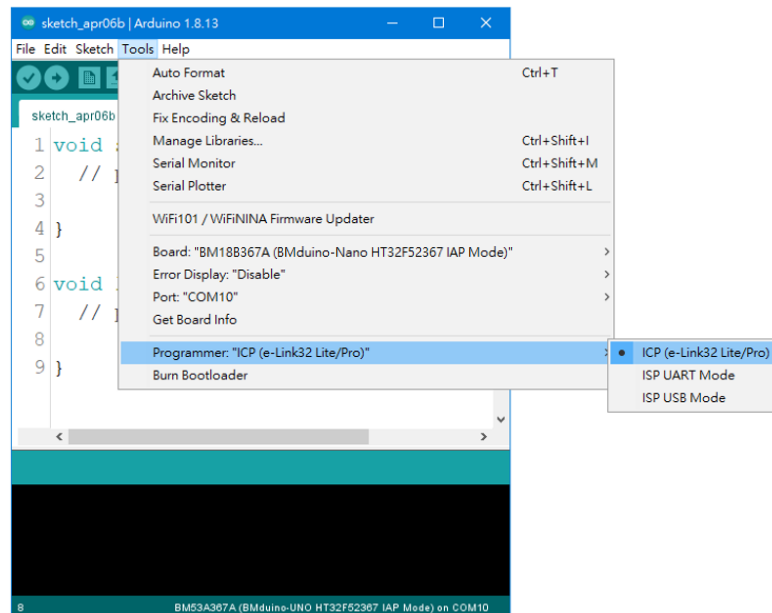 sketch_apr06b | Arduino 1.8.13
File Edit Sketch Tools Help
sketch_apr06b
Auto Format Ctrl+T
Archive Sketch
Fix Encoding & Reload
Manage Libraries... Ctrl+Shift+I
Serial Monitor Ctrl+Shift+M
Serial Plotter Ctrl+Shift+L
WiFi101 / WiFiNINA Firmware Updater
Board: "BM18B367A (BMduino-Nano HT32F52367 IAP Mode)"
Error Display: "Disable"
Port: "COM10"
Get Board Info
Programmer: "ICP (e-Link32 Lite/Pro)"
Burn Bootloader
ICP (e-Link32 Lite/Pro)
ISP UART Mode
ISP USB Mode
1 void
2 //
3
4 }
5
6 void
7 //
8
9 }
8 BM53A367A (BMduino-UNO HT32F52367 IAP Mode) on COM10